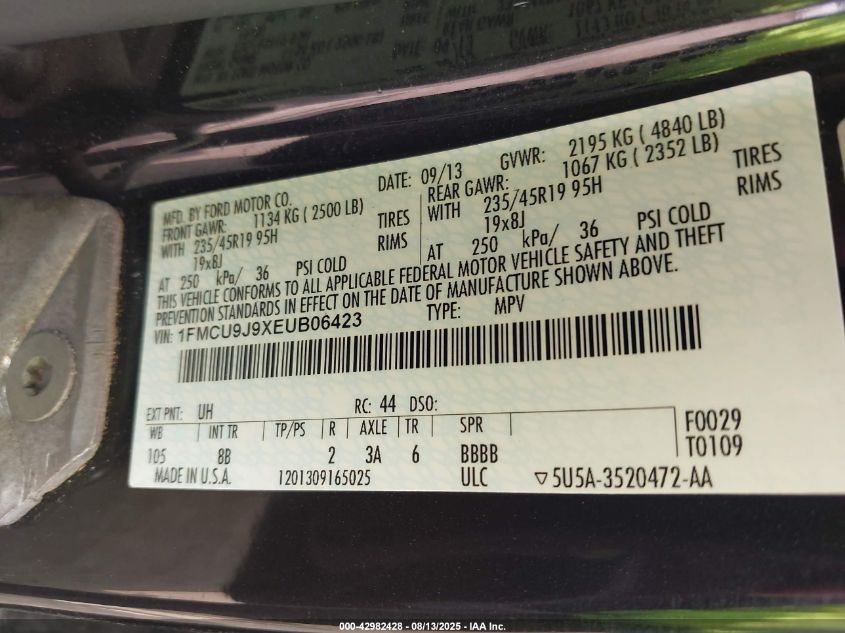 MFD. BY FORD MOTOR CO.
DATE: 09/13 GVWR: 2195 KG ( 4840 LB)
FRONT GAWR: 1134 KG ( 2500 LB)
REAR GAWR: 1067 KG ( 2352 LB)
WITH 235/45R19 95H TIRES
WITH 235/45R19 95H TIRES
19x8J RIMS
19x8J RIMS
AT 250 kPa/ 36 PSI COLD
AT 250 kPa/ 36 PSI COLD
THIS VEHICLE CONFORMS TO ALL APPLICABLE FEDERAL MOTOR VEHICLE SAFETY AND THEFT
PREVENTION STANDARDS IN EFFECT ON THE DATE OF MANUFACTURE SHOWN ABOVE.
VIN: 1FMCU9J9XEUB06423 TYPE: MPV
EXT PNT: UH RC: 44 DSO:
WB INT TR TP/PS R AXLE TR SPR
105 8B 2 3A 6 BBBB
F0029
T0109
MADE IN U.S.A. 1201309165025 ULC ▽5U5A-3520472-AA
000-42982428 - 08/13/2025 - IAA Inc.